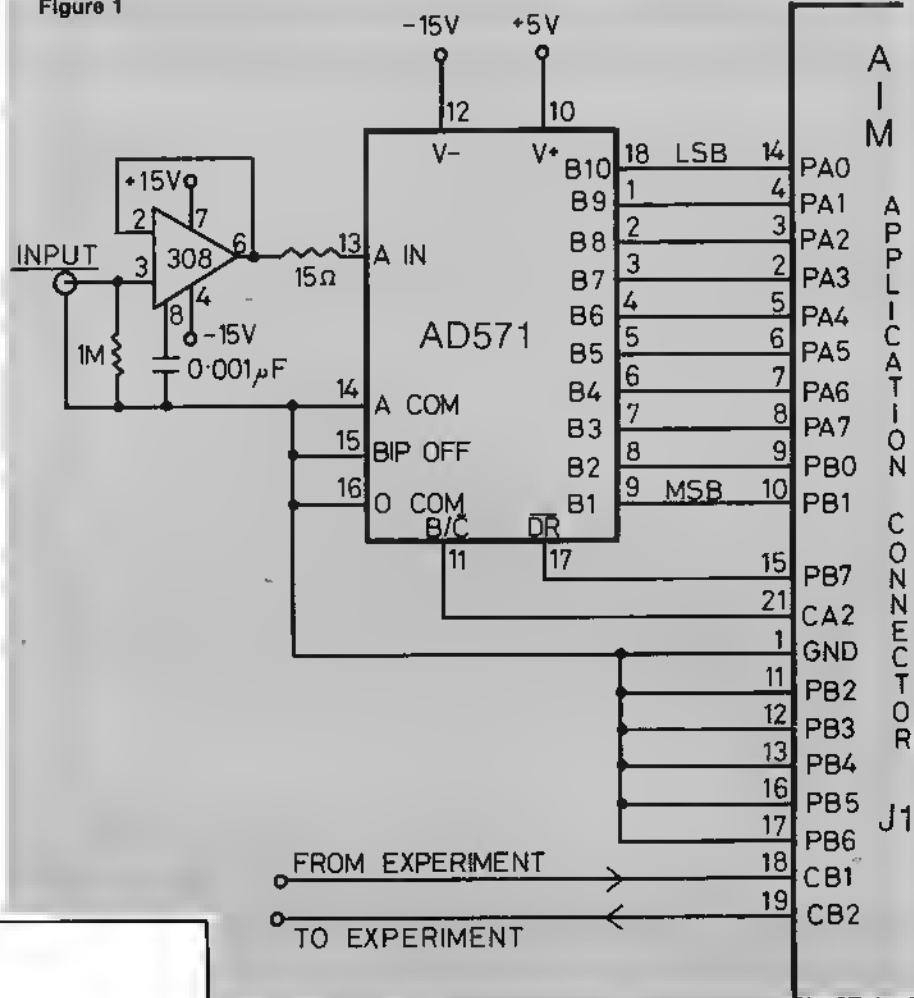 Figure 1
-15V +5V
12 10
V- V+
+15V
2 7
INPUT
3 308 6
15Ω
13 A IN
8 4
-15V
1M
0·001µF
AD571
14 A COM
15 BIP OFF
16 O COM
B/C̄ D̄R̄
11 17
B10 18 LSB 14 PA0
B9 1 4 PA1
B8 2 3 PA2
B7 3 2 PA3
B6 4 5 PA4
B5 5 6 PA5
B4 6 7 PA6
B3 7 8 PA7
B2 8 9 PB0
B1 9 MSB 10 PB1
15 PB7
21 CA2
1 GND
11 PB2
12 PB3
13 PB4
16 PB5
17 PB6
FROM EXPERIMENT 18 CB1
19 CB2
TO EXPERIMENT
AIM APPLICATION CONNECTOR J1